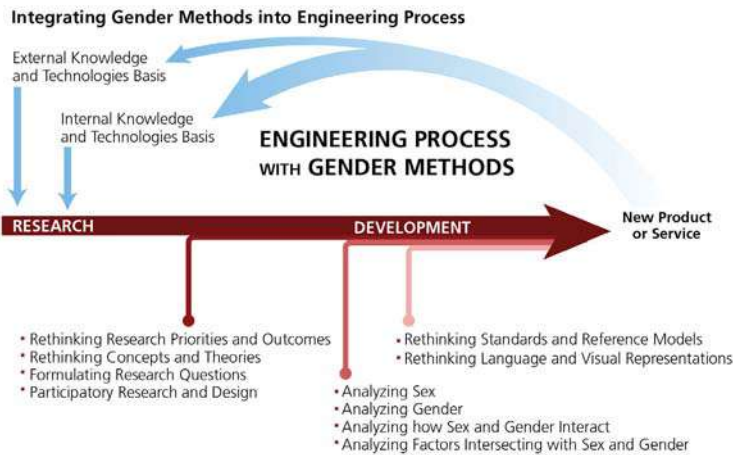 Integrating Gender Methods into Engineering Process
External Knowledge
and Technologies Basis
Internal Knowledge
and Technologies Basis
ENGINEERING PROCESS
WITH GENDER METHODS
RESEARCH
DEVELOPMENT
New Product
or Service
• Rethinking Research Priorities and Outcomes
• Rethinking Concepts and Theories
• Formulating Research Questions
• Participatory Research and Design
• Rethinking Standards and Reference Models
• Rethinking Language and Visual Representations
• Analyzing Sex
• Analyzing Gender
• Analyzing how Sex and Gender Interact
• Analyzing Factors Intersecting with Sex and Gender